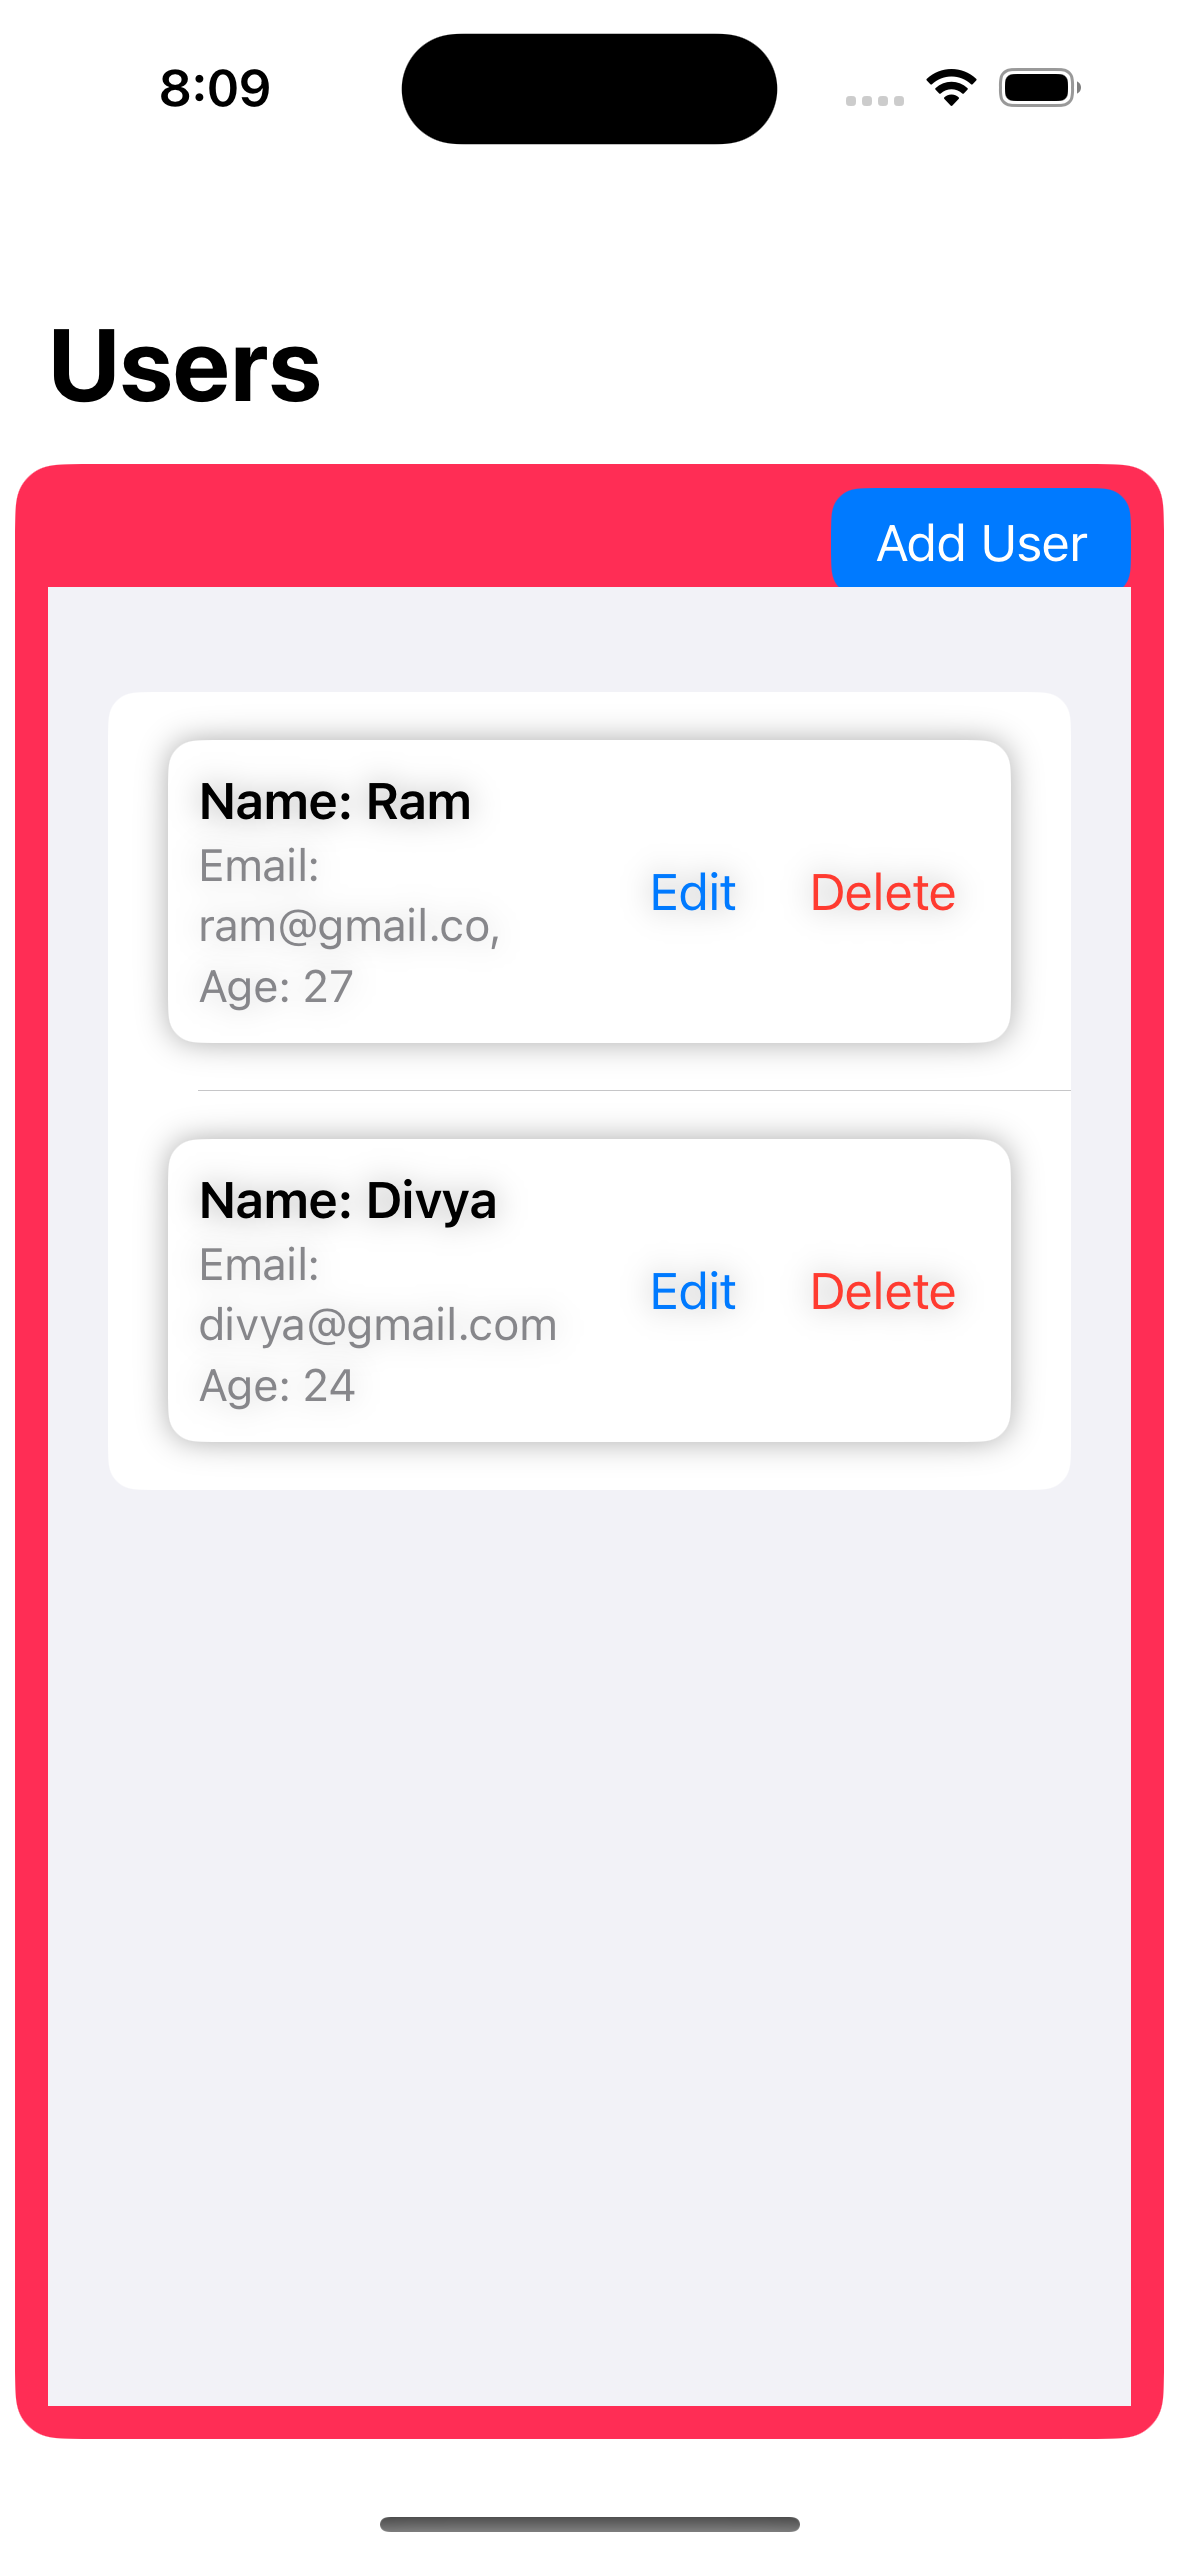 8:09
Users
Add User
Name: Ram
Email:
ram@gmail.co,
Age: 27
Edit
Delete
Name: Divya
Email:
divya@gmail.com
Age: 24
Edit
Delete